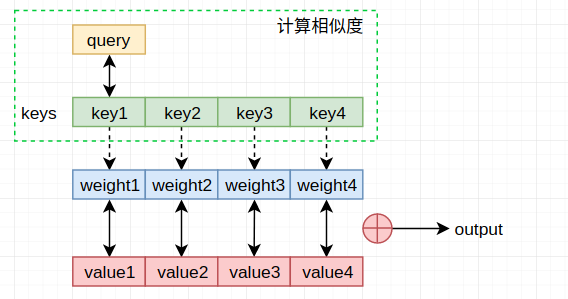 计算相似度
query
keys key1 key2 key3 key4
weight1 weight2 weight3 weight4
output
value1 value2 value3 value4